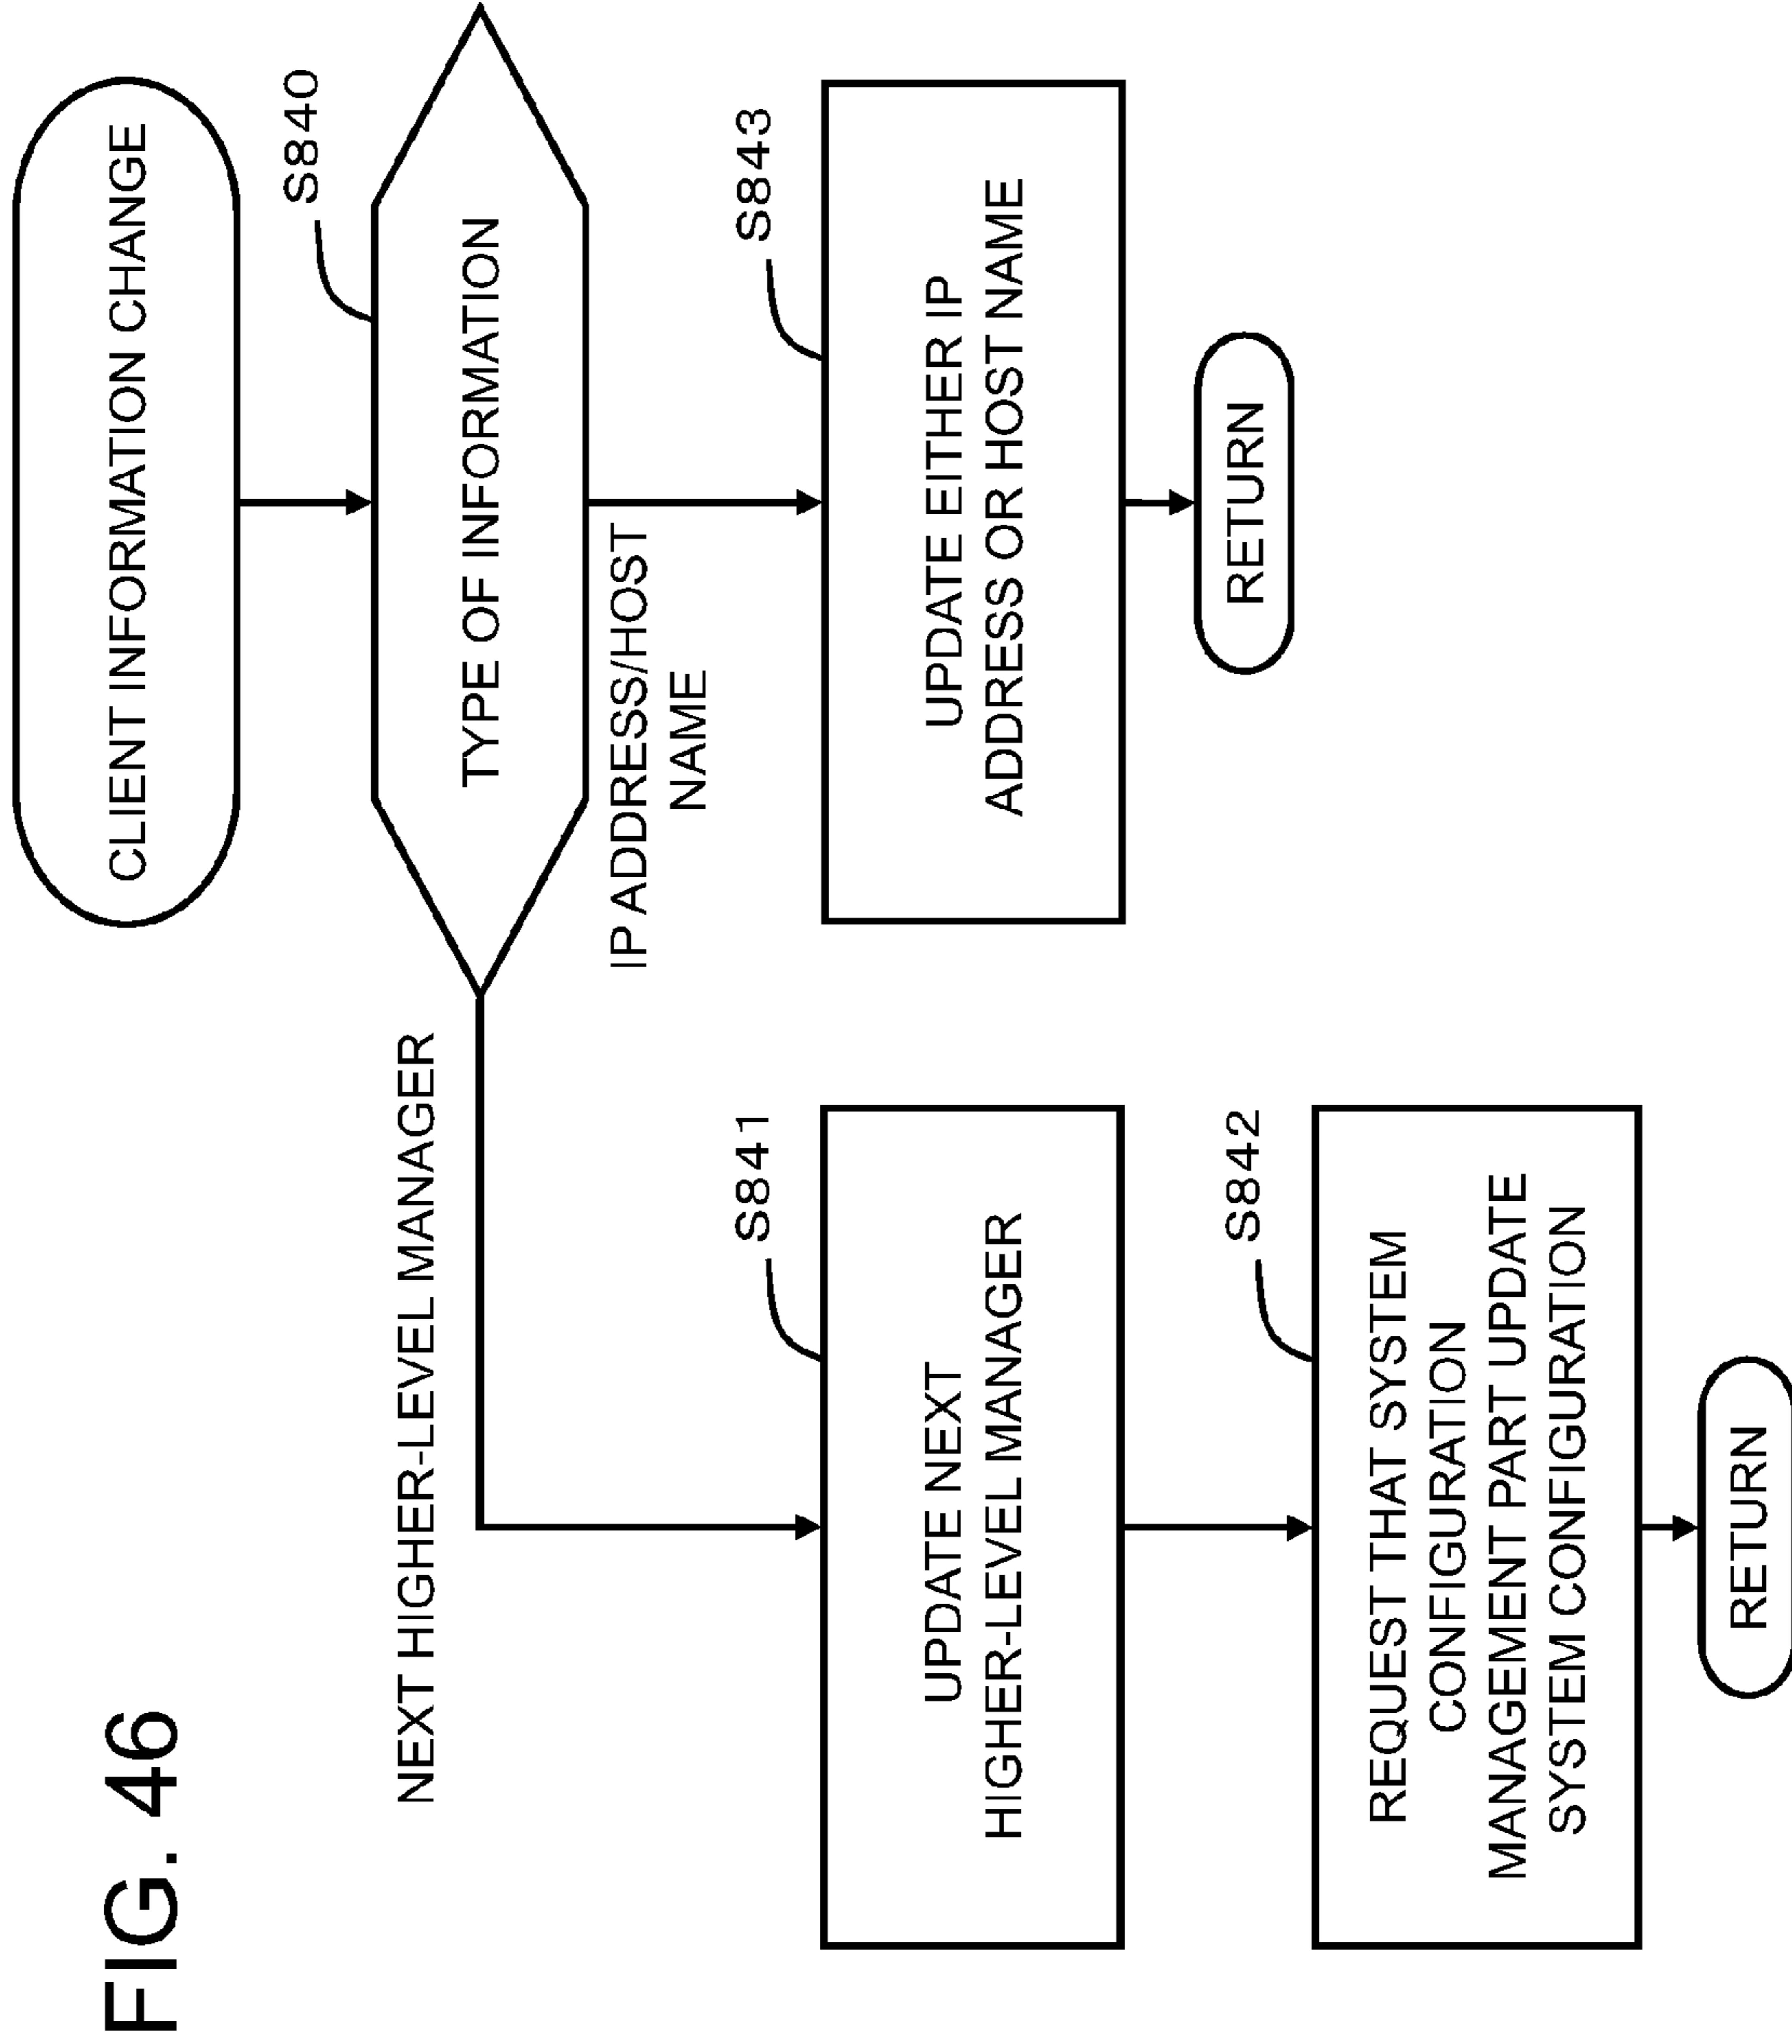 FIG. 46
CLIENT INFORMATION CHANGE
S840
TYPE OF INFORMATION
NEXT HIGHER-LEVEL MANAGER
IP ADDRESS/HOST
NAME
S841
UPDATE NEXT
HIGHER-LEVEL MANAGER
S843
UPDATE EITHER IP
ADDRESS OR HOST NAME
RETURN
S842
REQUEST THAT SYSTEM
CONFIGURATION
MANAGEMENT PART UPDATE
SYSTEM CONFIGURATION
RETURN